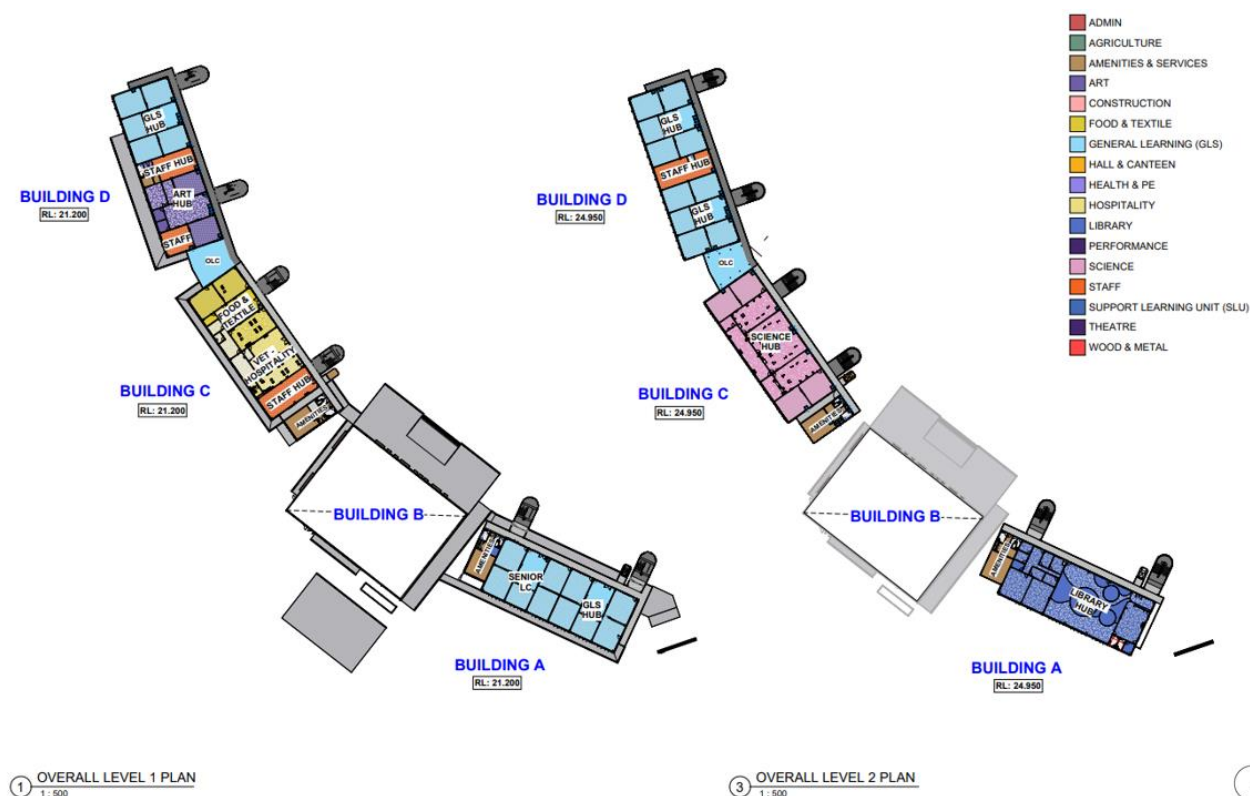 ADMIN
AGRICULTURE
AMENITIES & SERVICES
ART
CONSTRUCTION
FOOD & TEXTILE
GENERAL LEARNING (GLS)
HALL & CANTEEN
HEALTH & PE
HOSPITALITY
LIBRARY
PERFORMANCE
SCIENCE
STAFF
SUPPORT LEARNING UNIT (SLU)
THEATRE
WOOD & METAL
GLS
HUB
STAFF HUB
ART
HUB
STAFF
OLC
BUILDING D
RL: 21.200
FOOD &
TEXTILE
VET -
HOSPITALITY
STAFF HUB
AMENITIES
BUILDING C
RL: 21.200
BUILDING B
AMENITIES
SENIOR
LC
GLS
HUB
BUILDING A
RL: 21.200
1
OVERALL LEVEL 1 PLAN
1 : 500
GLS
HUB
STAFF HUB
GLS
HUB
OLC
BUILDING D
RL: 24.950
SCIENCE
HUB
AMENITIES
BUILDING C
RL: 24.950
BUILDING B
AMENITIES
LIBRARY
HUB
BUILDING A
RL: 24.950
3
OVERALL LEVEL 2 PLAN
1 : 500